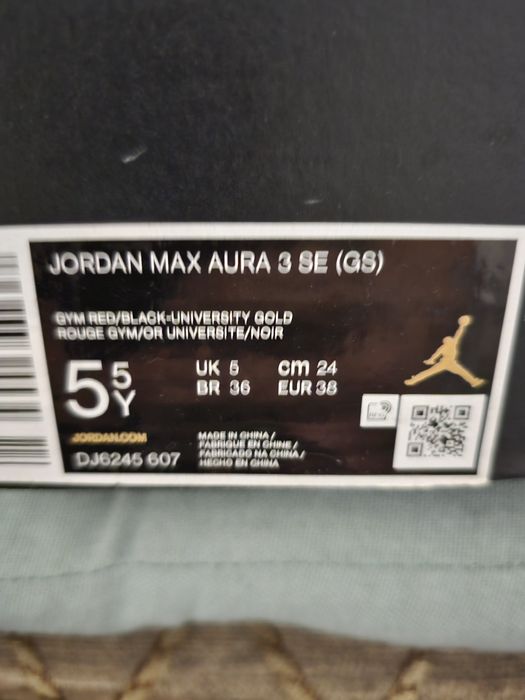 JORDAN MAX AURA 3 SE (GS)
GYM RED/BLACK-UNIVERSITY GOLD
ROUGE GYM/OR UNIVERSITE/NOIR
5 5 Y
UK 5 cm 24
BR 36 EUR 38
JORDAN.COM
DJ6245 607
MADE IN CHINA /
FABRIQUE EN CHINE /
FABRICADO NA CHINA /
HECHO EN CHINA